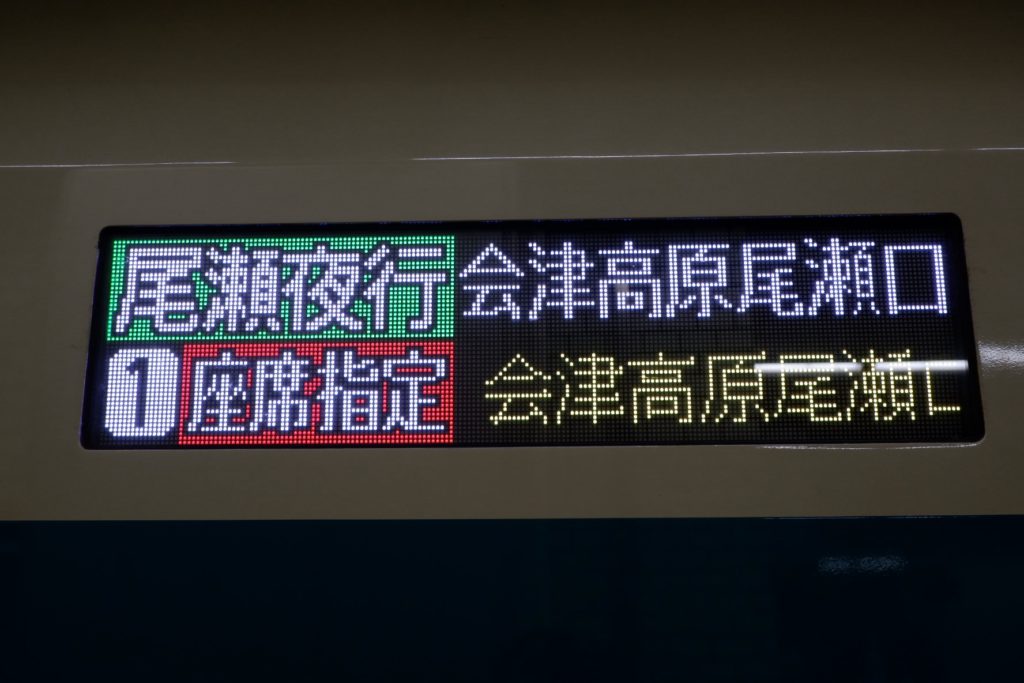 尾瀬夜行 会津高原尾瀬口
1 座席指定 会津高原尾瀬